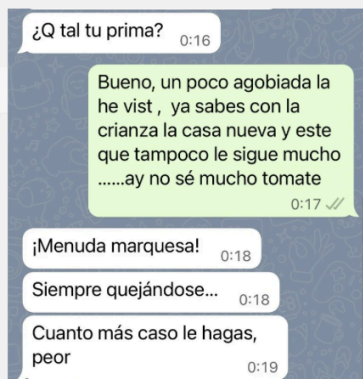 ¿Q tal tu prima? 0:16
Bueno, un poco agobiada la
he vist , ya sabes con la
crianza la casa nueva y este
que tampoco le sigue mucho
......ay no sé mucho tomate
0:17
¡Menuda marquesa! 0:18
Siempre quejándose... 0:18
Cuanto más caso le hagas,
peor 0:19